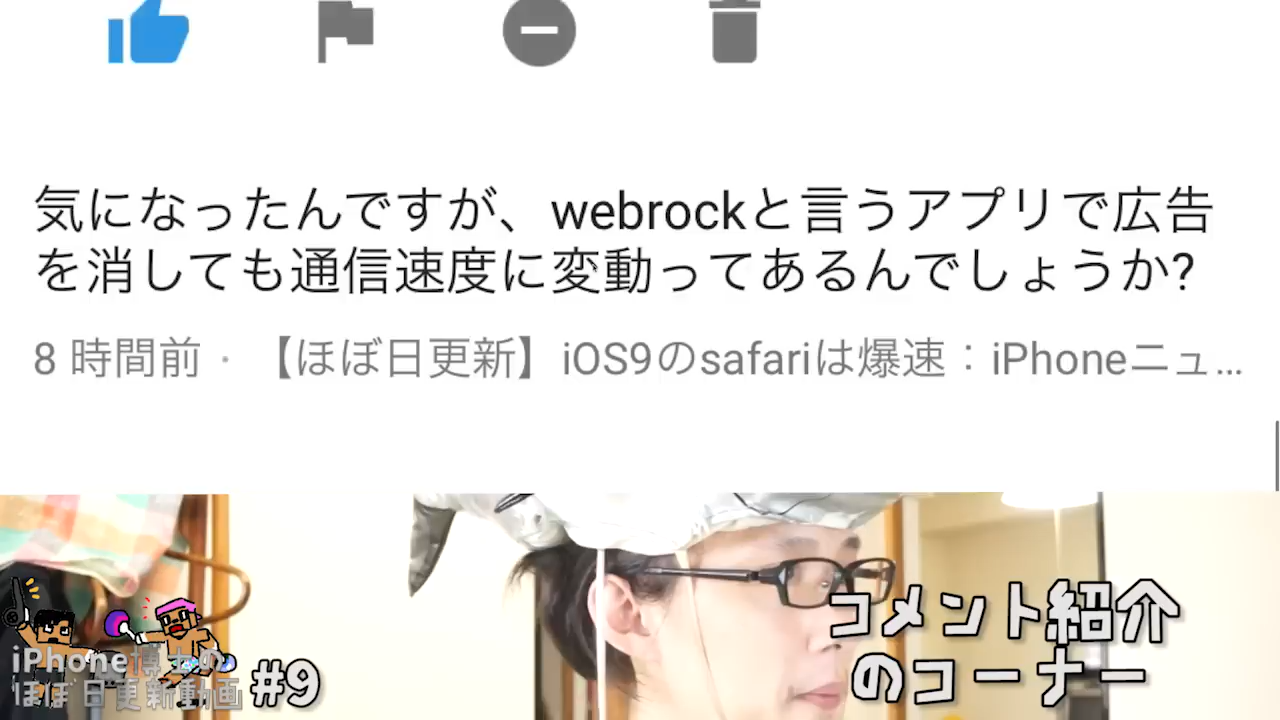 気になったんですが、webrockと言うアプリで広告
を消しても通信速度に変動ってあるんでしょうか?
8 時間前 · 【ほぼ日更新】iOS9のsafariは爆速：iPhoneニュ...
コメント紹介
のコーナー
iPhone博士の
ほぼ日更新動画 #9